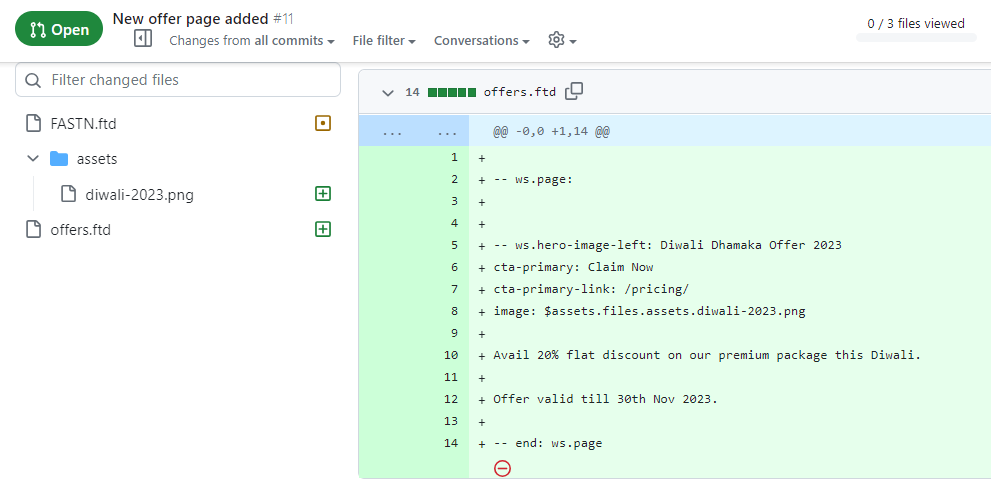 Open
New offer page added #11
Changes from all commits
File filter
Conversations
0 / 3 files viewed
Filter changed files
FASTN.ftd
assets
diwali-2023.png
offers.ftd
14 offers.ftd
... ... @@ -0,0 +1,14 @@
1 +
2 + -- ws.page:
3 +
4 +
5 + -- ws.hero-image-left: Diwali Dhamaka Offer 2023
6 + cta-primary: Claim Now
7 + cta-primary-link: /pricing/
8 + image: $assets.files.assets.diwali-2023.png
9 +
10 + Avail 20% flat discount on our premium package this Diwali.
11 +
12 + Offer valid till 30th Nov 2023.
13 +
14 + -- end: ws.page